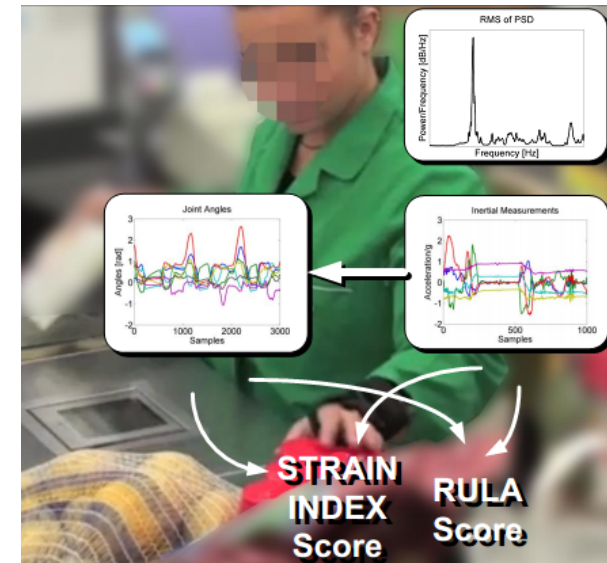 RMS of PSD
Power/Frequency [dB/Hz]
Frequency [Hz]
Joint Angles
3
2
1
0
-1
-2
Angles [rad]
0
1000
2000
3000
Samples
Inertial Measurements
3
2
1
0
-1
-2
Acceleration/g
0
500
1000
Samples
STRAIN
INDEX
Score
RULA
Score